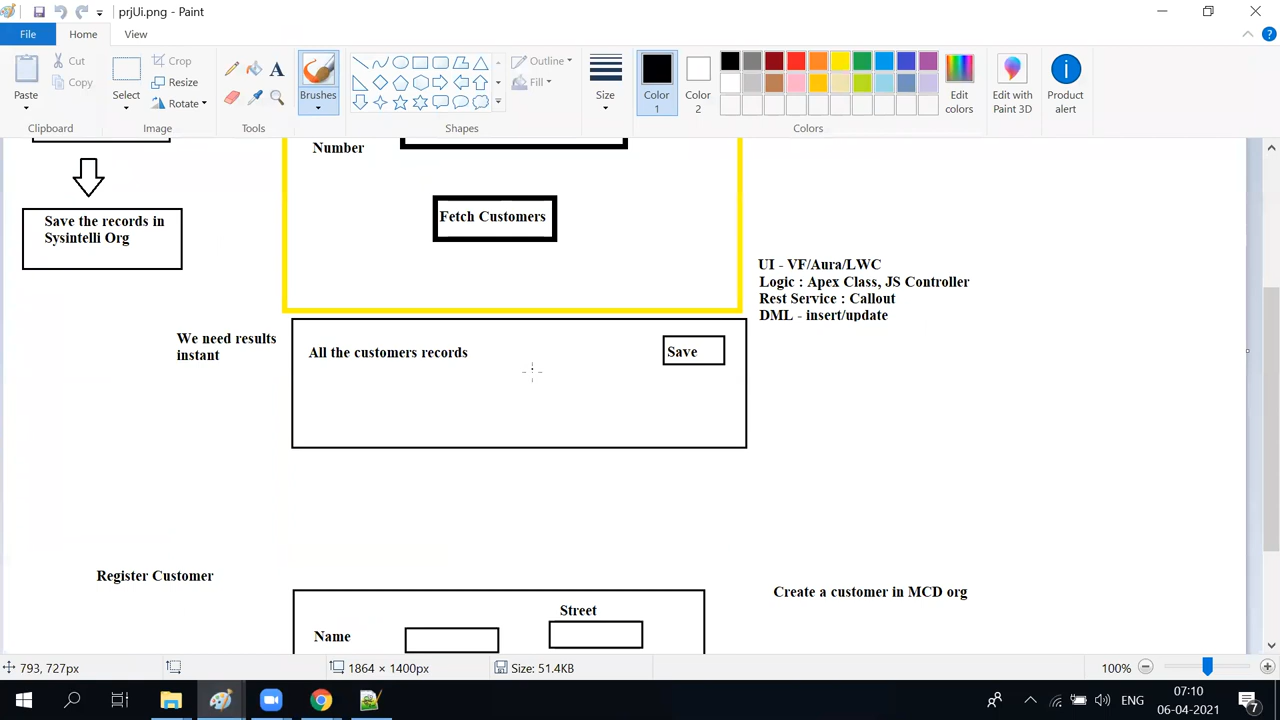 prjUi.png - Paint
File
Home
View
Paste
Cut
Copy
Clipboard
Select
Crop
Resize
Rotate
Image
Tools
Brushes
Outline
Fill
Shapes
Size
Color 1
Color 2
Edit colors
Colors
Edit with Paint 3D
Product alert
Number
Fetch Customers
Save the records in
Sysintelli Org
UI - VF/Aura/LWC
Logic : Apex Class, JS Controller
Rest Service : Callout
DML - insert/update
We need results
instant
All the customers records
Save
Register Customer
Create a customer in MCD org
Street
Name
793, 727px
1864 × 1400px
Size: 51.4KB
100%
ENG
07:10
06-04-2021
7